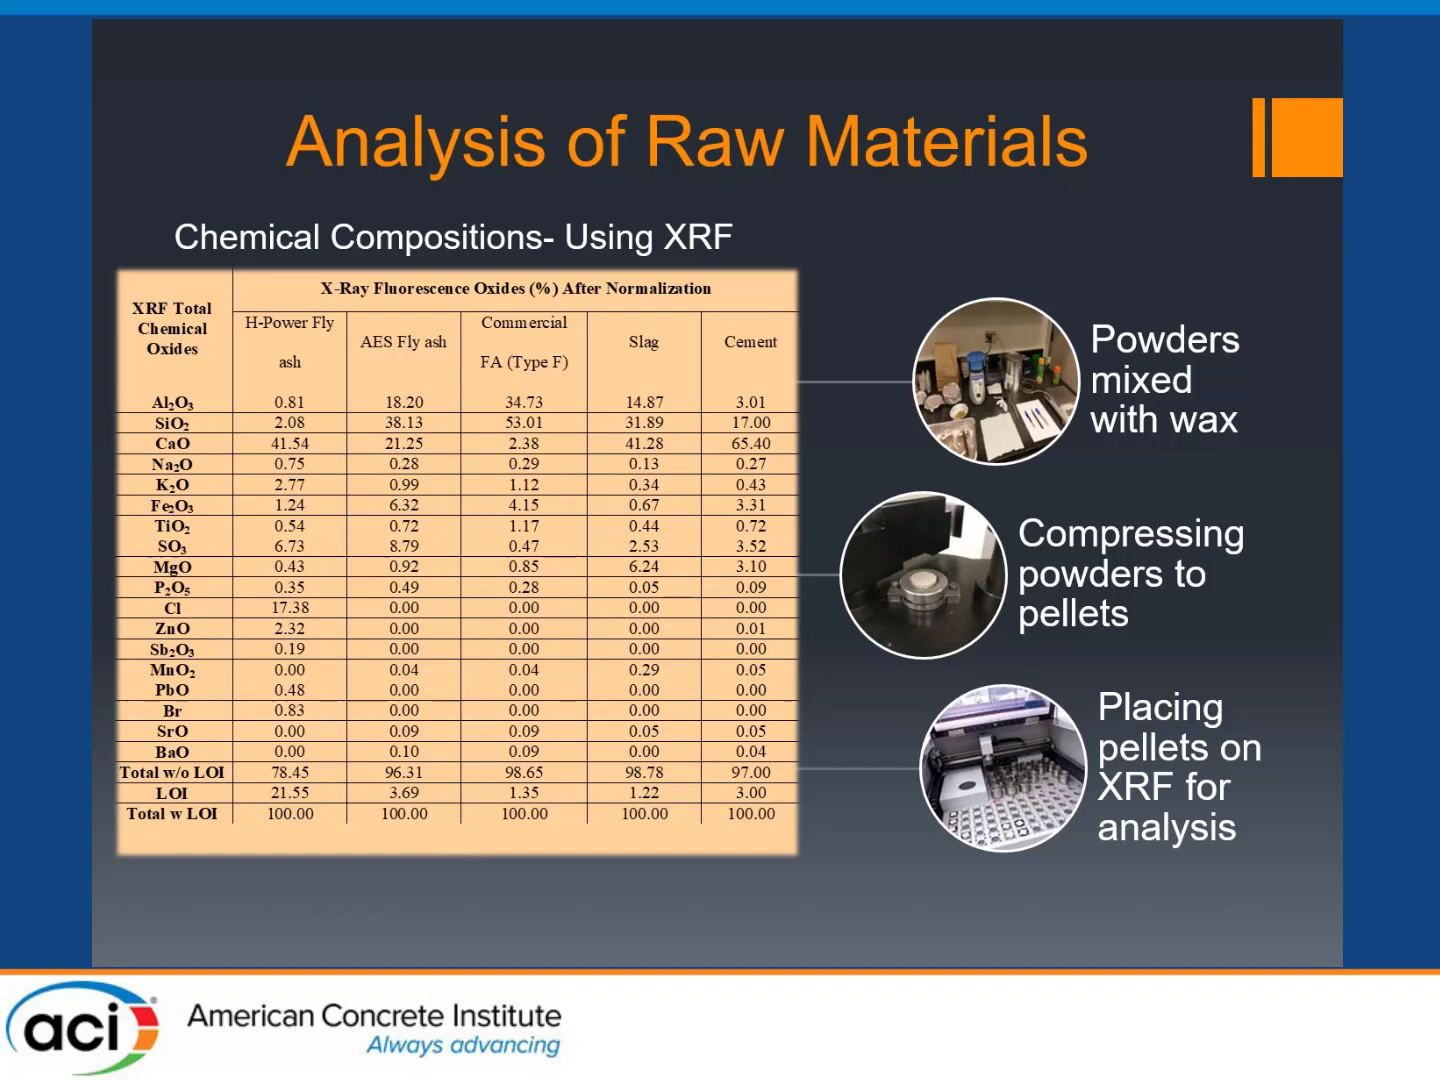 Analysis of Raw Materials
Chemical Compositions- Using XRF
XRF Total Chemical Oxides X-Ray Fluorescence Oxides (%) After Normalization
H-Power Fly ash AES Fly ash Commercial FA (Type F) Slag Cement
Al₂O₃ 0.81 18.20 34.73 14.87 3.01
SiO₂ 2.08 38.13 53.01 31.89 17.00
CaO 41.54 21.25 2.38 41.28 65.40
Na₂O 0.75 0.28 0.29 0.13 0.27
K₂O 2.77 0.99 1.12 0.34 0.43
Fe₂O₃ 1.24 6.32 4.15 0.67 3.31
TiO₂ 0.54 0.72 1.17 0.44 0.72
SO₃ 6.73 8.79 0.47 2.53 3.52
MgO 0.43 0.92 0.85 6.24 3.10
P₂O₅ 0.35 0.49 0.28 0.05 0.09
Cl 17.38 0.00 0.00 0.00 0.00
ZnO 2.32 0.00 0.00 0.00 0.01
Sb₂O₃ 0.19 0.00 0.00 0.00 0.00
MnO₂ 0.00 0.04 0.04 0.29 0.05
PbO 0.48 0.00 0.00 0.00 0.00
Br 0.83 0.00 0.00 0.00 0.00
SrO 0.00 0.09 0.09 0.05 0.05
BaO 0.00 0.10 0.09 0.00 0.04
Total w/o LOI 78.45 96.31 98.65 98.78 97.00
LOI 21.55 3.69 1.35 1.22 3.00
Total w LOI 100.00 100.00 100.00 100.00 100.00
Powders
mixed
with wax
Compressing
powders to
pellets
Placing
pellets on
XRF for
analysis
aci
American Concrete Institute
Always advancing